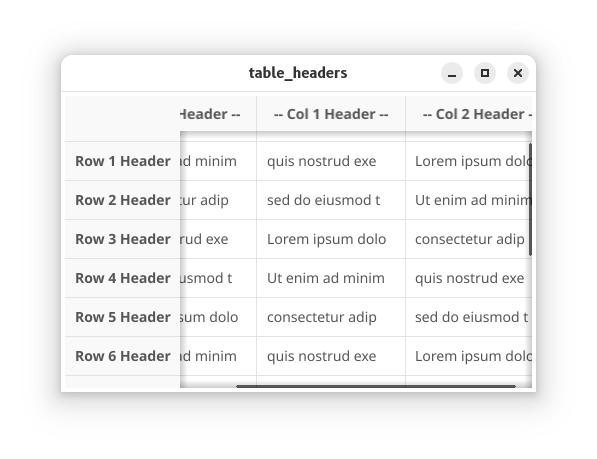 table_headers
Header -- -- Col 1 Header -- -- Col 2 Header -
Row 1 Header ad minim quis nostrud exe Lorem ipsum dolo
Row 2 Header tur adip sed do eiusmod t Ut enim ad minim
Row 3 Header rud exe Lorem ipsum dolo consectetur adip
Row 4 Header usmod t Ut enim ad minim quis nostrud exe
Row 5 Header sum dolo consectetur adip sed do eiusmod t
Row 6 Header ad minim quis nostrud exe Lorem ipsum dolo